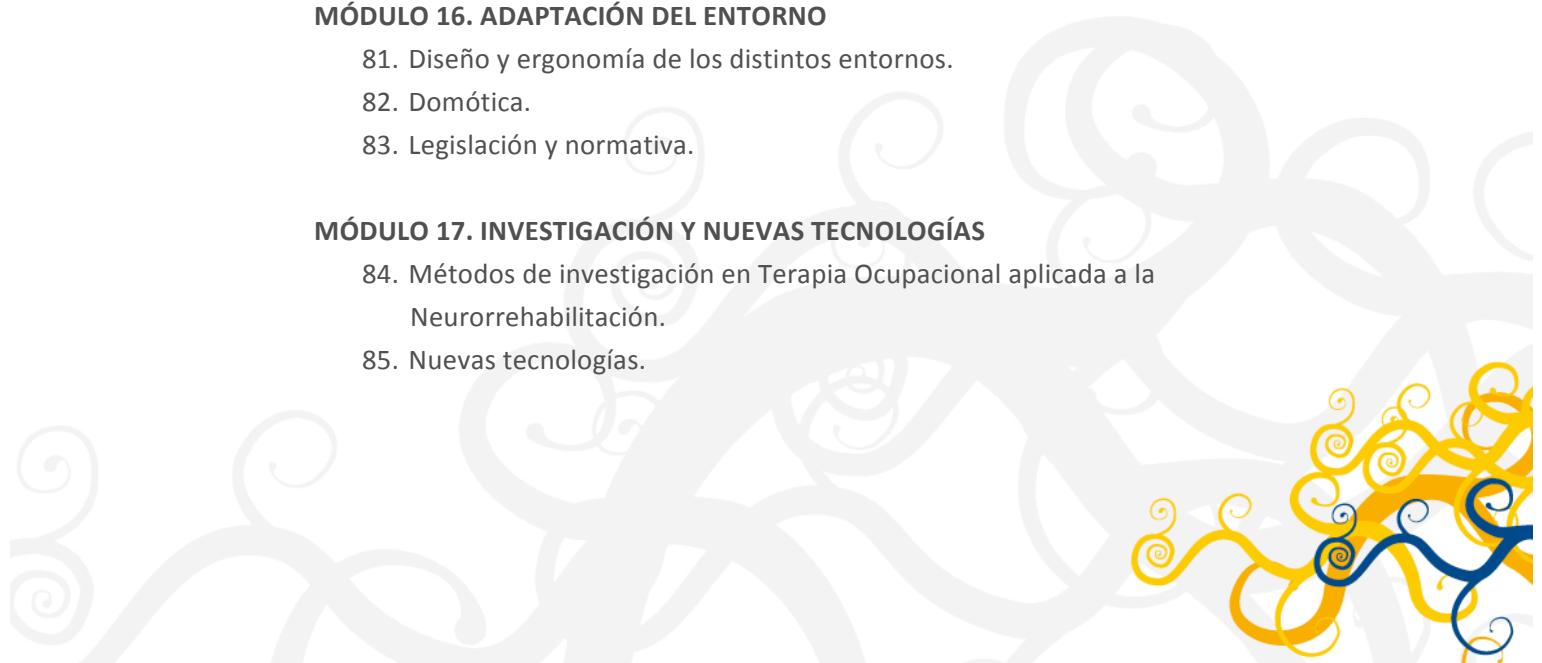 MÓDULO 16. ADAPTACIÓN DEL ENTORNO
81. Diseño y ergonomía de los distintos entornos.
82. Domótica.
83. Legislación y normativa.
MÓDULO 17. INVESTIGACIÓN Y NUEVAS TECNOLOGÍAS
84. Métodos de investigación en Terapia Ocupacional aplicada a la
Neurorrehabilitación.
85. Nuevas tecnologías.